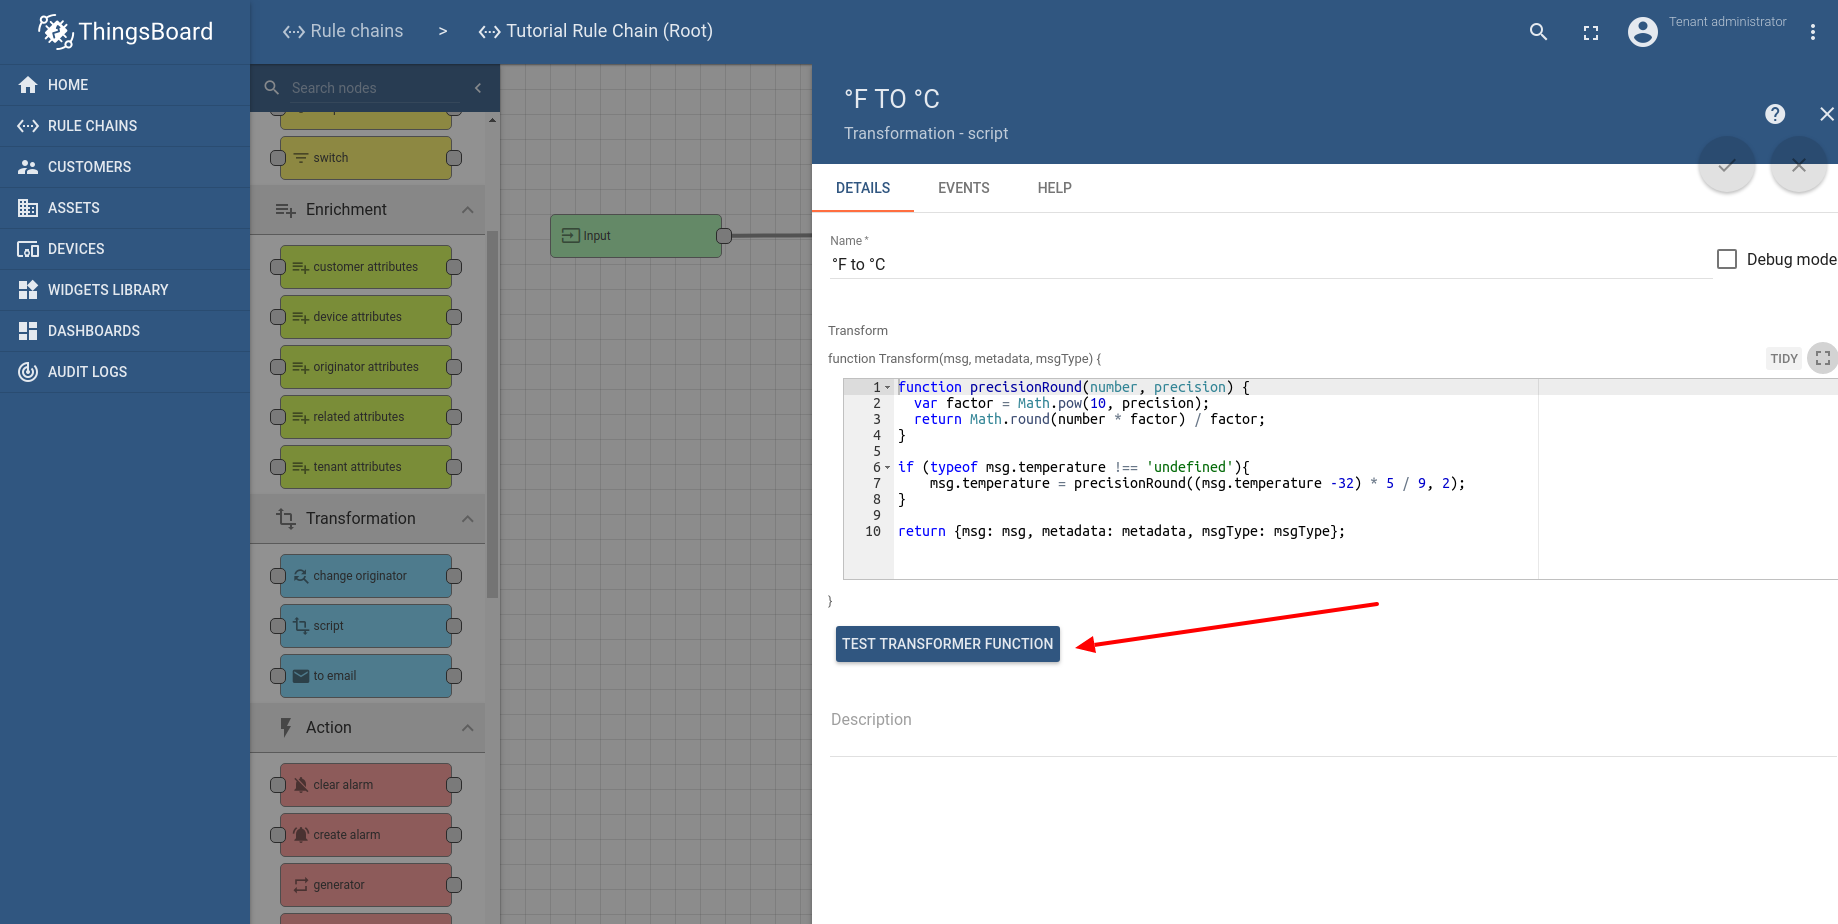 ThingsBoard
Rule chains > Tutorial Rule Chain (Root)
Tenant administrator
HOME
RULE CHAINS
CUSTOMERS
ASSETS
DEVICES
WIDGETS LIBRARY
DASHBOARDS
AUDIT LOGS
Search nodes
switch
Enrichment
customer attributes
device attributes
originator attributes
related attributes
tenant attributes
Transformation
change originator
script
to email
Action
clear alarm
create alarm
generator
Input
°F TO °C
Transformation - script
DETAILS EVENTS HELP
Name *
°F to °C
Debug mode
Transform
function Transform(msg, metadata, msgType) {
TIDY
1 function precisionRound(number, precision) {
2 var factor = Math.pow(10, precision);
3 return Math.round(number * factor) / factor;
4 }
5
6 if (typeof msg.temperature !== 'undefined'){
7 msg.temperature = precisionRound((msg.temperature -32) * 5 / 9, 2);
8 }
9
10 return {msg: msg, metadata: metadata, msgType: msgType};
}
TEST TRANSFORMER FUNCTION
Description